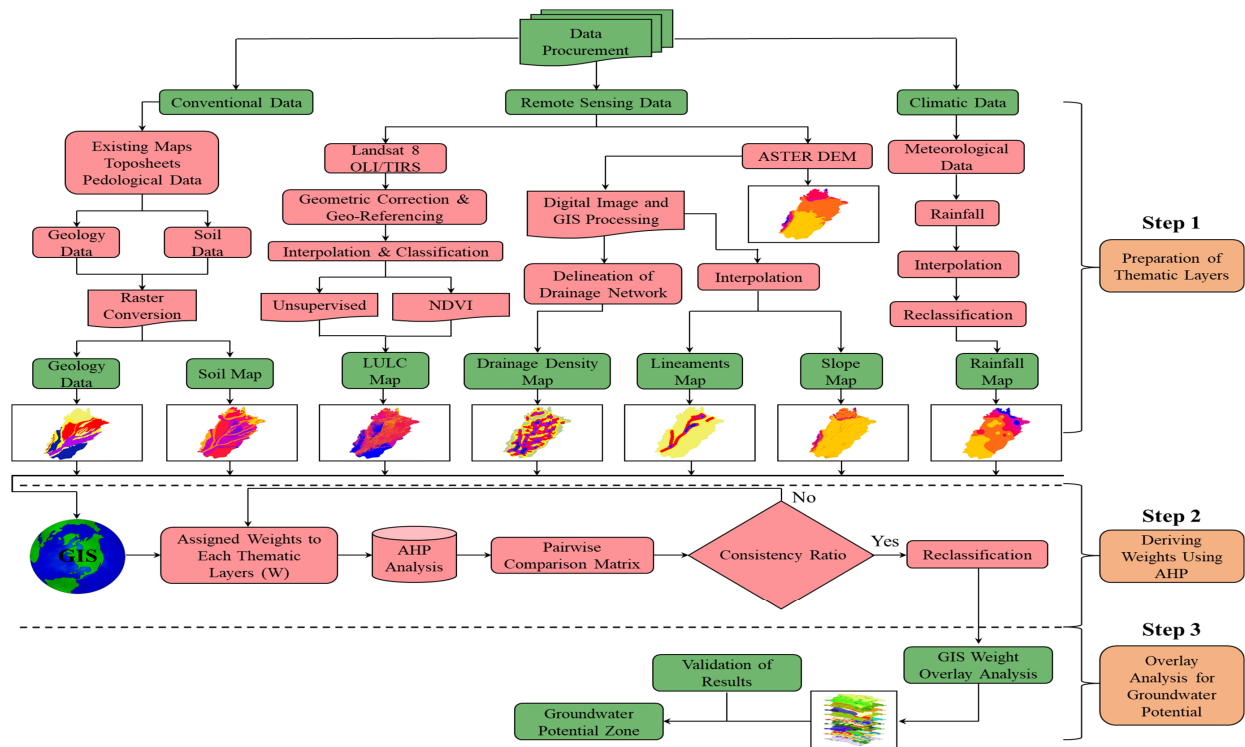 Data
Procurement
Conventional Data
Remote Sensing Data
Climatic Data
Existing Maps
Toposheets
Pedological Data
Landsat 8
OLI/TIRS
ASTER DEM
Meteorological
Data
Geometric Correction &
Geo-Referencing
Digital Image and
GIS Processing
Rainfall
Geology
Data
Soil
Data
Interpolation & Classification
Delineation of
Drainage Network
Interpolation
Interpolation
Raster
Conversion
Unsupervised
NDVI
Reclassification
Geology
Data
Soil Map
LULC
Map
Drainage Density
Map
Lineaments
Map
Slope
Map
Rainfall
Map
Step 1
Preparation of
Thematic Layers
GIS
Assigned Weights to
Each Thematic
Layers (W)
AHP
Analysis
Pairwise
Comparison Matrix
Consistency Ratio
No
Yes
Reclassification
Step 2
Deriving
Weights Using
AHP
Step 3
Overlay
Analysis for
Groundwater
Potential
GIS Weight
Overlay Analysis
Validation of
Results
Groundwater
Potential Zone